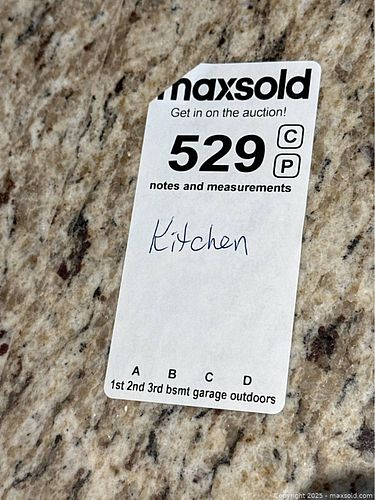 maxsold
Get in on the auction!
529 C
P
notes and measurements
Kitchen
A B C D
1st 2nd 3rd bsmt garage outdoors
Copyright 2025 - maxsold.com